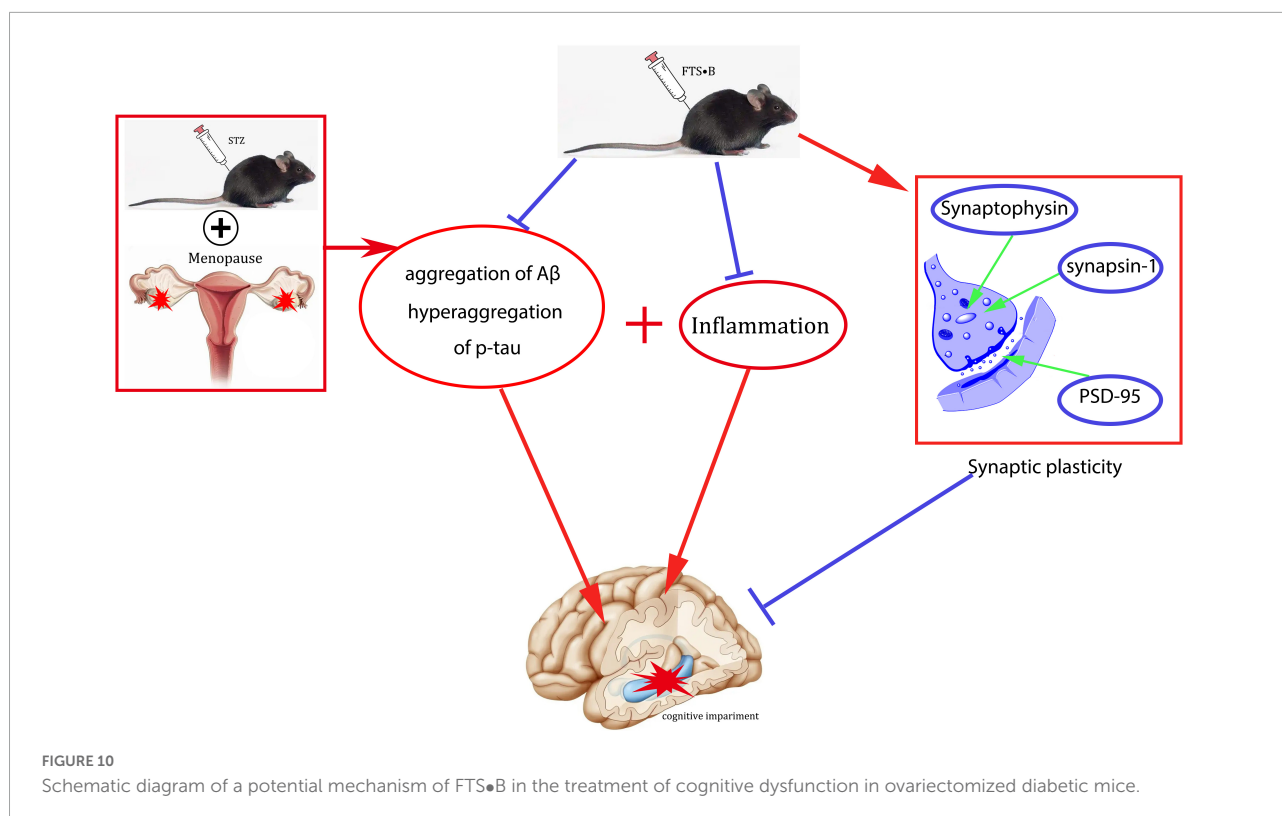 FTS•B
STZ
Menopause
aggregation of Aβ
hyperaggregation
of p-tau
+
Inflammation
Synaptophysin
synapsin-1
PSD-95
Synaptic plasticity
cognitive impariment
FIGURE 10
Schematic diagram of a potential mechanism of FTS•B in the treatment of cognitive dysfunction in ovariectomized diabetic mice.